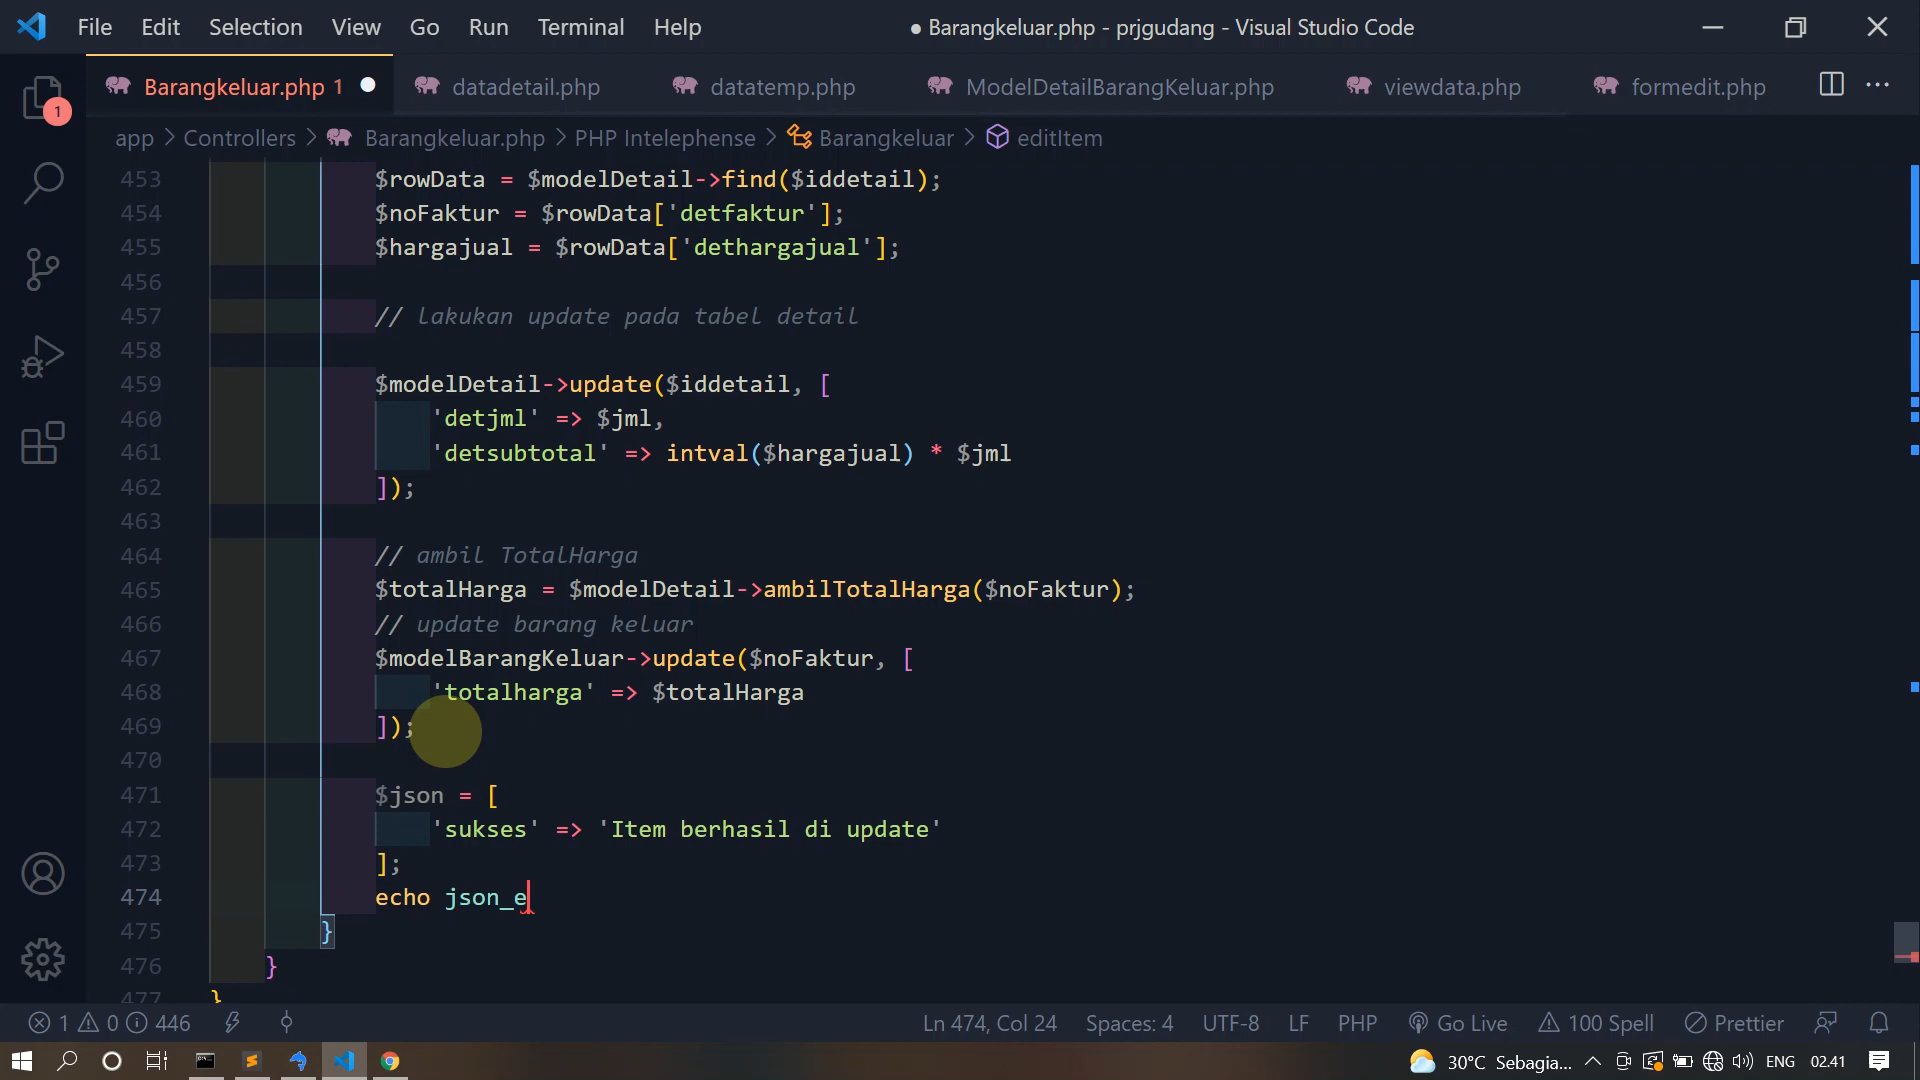 File Edit Selection View Go Run Terminal Help
● Barangkeluar.php - prjgudang - Visual Studio Code
1
Barangkeluar.php 1 datadetail.php datatemp.php ModelDetailBarangKeluar.php viewdata.php formedit.php ...
app > Controllers > Barangkeluar.php > PHP Intelephense > Barangkeluar > editItem
453 $rowData = $modelDetail->find($iddetail);
454 $noFaktur = $rowData['detfaktur'];
455 $hargajual = $rowData['dethargajual'];
456
457 // lakukan update pada tabel detail
458
459 $modelDetail->update($iddetail, [
460 'detjml' => $jml,
461 'detsubtotal' => intval($hargajual) * $jml
462 ]);
463
464 // ambil TotalHarga
465 $totalHarga = $modelDetail->ambilTotalHarga($noFaktur);
466 // update barang keluar
467 $modelBarangKeluar->update($noFaktur, [
468 'totalharga' => $totalHarga
469 ]);
470
471 $json = [
472 'sukses' => 'Item berhasil di update'
473 ];
474 echo json_e
475 }
476 }
477 }
1 0 446 Ln 474, Col 24 Spaces: 4 UTF-8 LF PHP Go Live 100 Spell Prettier
30°C Sebagia... ENG 02.41